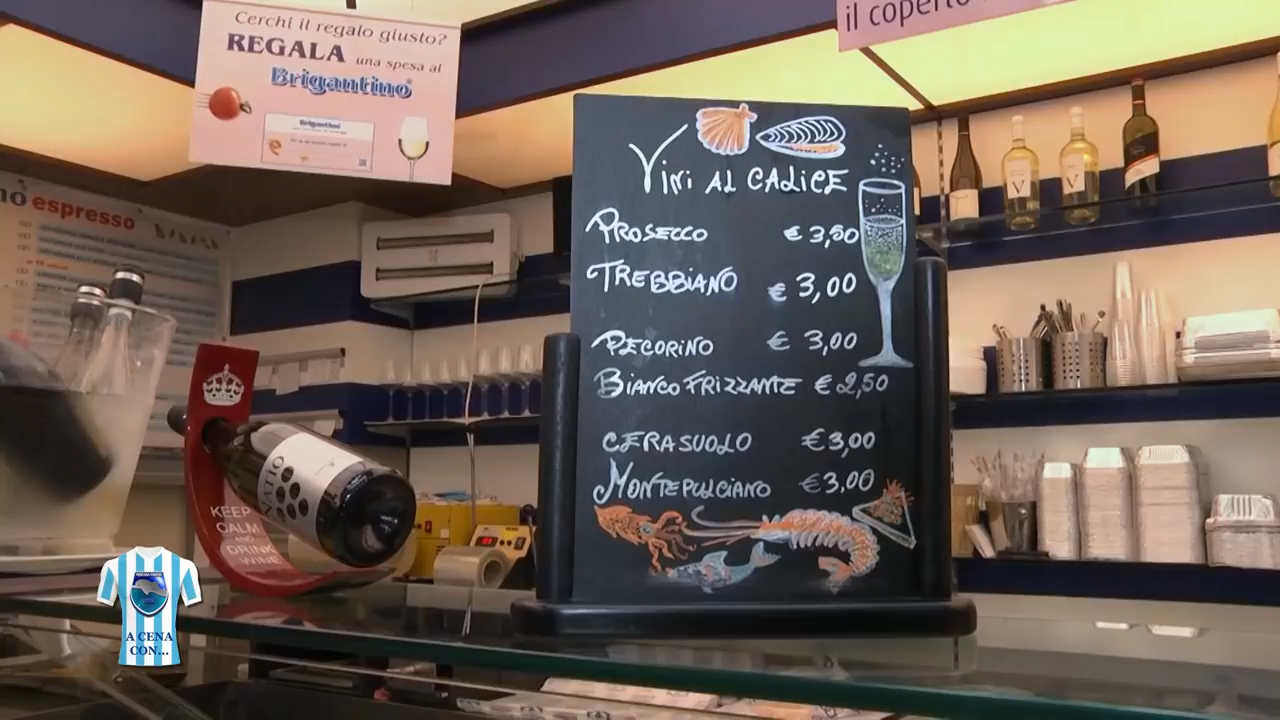 Cerchi il regalo giusto?
REGALA una spesa al
Brigantino
Brigantino
il coperto
espresso
Vini AL CALICE
PROSECCO € 3,50
TREBBIANO € 3,00
PECORINO € 3,00
BIANCO FRIZZANTE € 2,50
CERASUOLO € 3,00
MONTEPULCIANO € 3,00
KEEP
CALM
AND
DRINK
WINE
A CENA
CON...